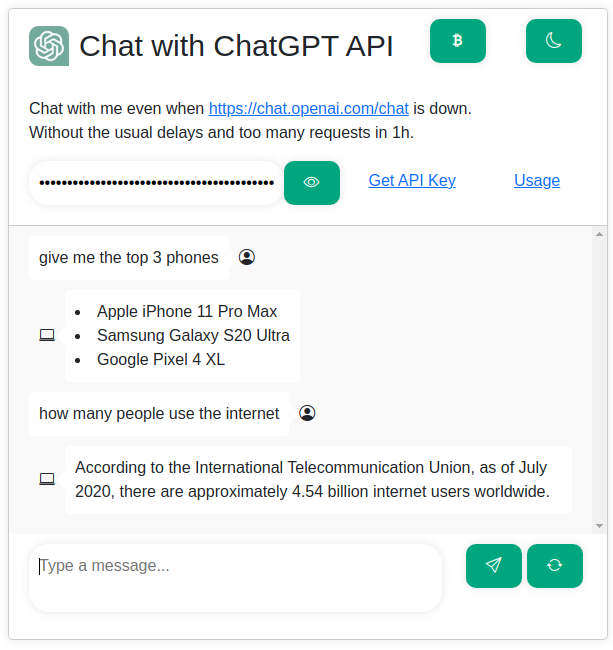 Chat with ChatGPT API
Chat with me even when https://chat.openai.com/chat is down.
Without the usual delays and too many requests in 1h.
Get API Key
Usage
give me the top 3 phones
• Apple iPhone 11 Pro Max
• Samsung Galaxy S20 Ultra
• Google Pixel 4 XL
how many people use the internet
According to the International Telecommunication Union, as of July
2020, there are approximately 4.54 billion internet users worldwide.
Type a message...